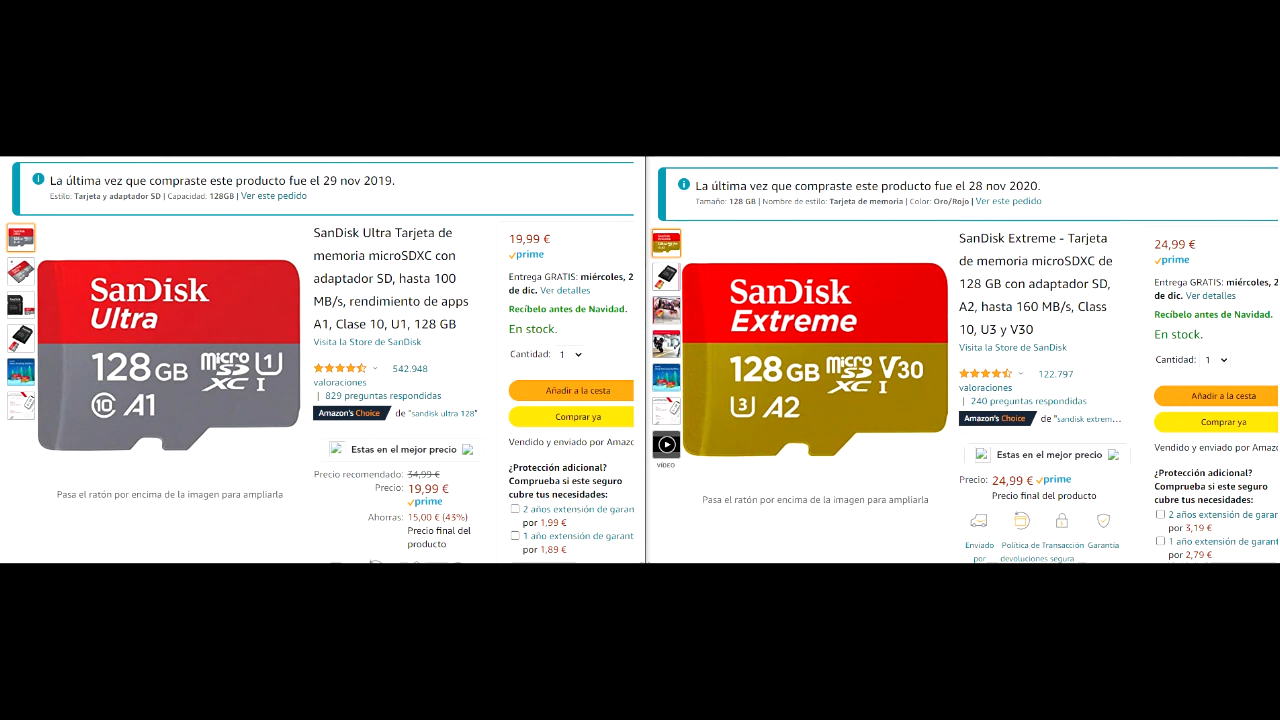 La última vez que compraste este producto fue el 29 nov 2019.
Estilo: Tarjeta y adaptador SD | Capacidad: 128GB | Ver este pedido
SanDisk
Ultra
128GB
micro
SD
XC
U1
I
C10 A1
Pasa el ratón por encima de la imagen para ampliarla
SanDisk Ultra Tarjeta de
memoria microSDXC con
adaptador SD, hasta 100
MB/s, rendimiento de apps
A1, Clase 10, U1, 128 GB
Visita la Store de SanDisk
542.948
valoraciones
| 829 preguntas respondidas
Amazon's Choice de "sandisk ultra 128"
Estas en el mejor precio
Precio recomendado: 34,99 €
Precio: 19,99 €
prime
Ahorras: 15,00 € (43%)
Precio final del
producto
19,99 €
prime
Entrega GRATIS: miércoles, 2
de dic. Ver detalles
Recíbelo antes de Navidad.
En stock.
Cantidad: 1
Añadir a la cesta
Comprar ya
Vendido y enviado por Amazo
¿Protección adicional?
Comprueba si este seguro
cubre tus necesidades:
2 años extensión de garan
por 1,99 €
1 año extensión de garant
por 1,89 €
La última vez que compraste este producto fue el 28 nov 2020.
Tamaño: 128 GB | Nombre de estilo: Tarjeta de memoria | Color: Oro/Rojo | Ver este pedido
VÍDEO
SanDisk
Extreme
128GB
micro
SD
XC
V30
I
U3 A2
Pasa el ratón por encima de la imagen para ampliarla
SanDisk Extreme - Tarjeta
de memoria microSDXC de
128 GB con adaptador SD,
A2, hasta 160 MB/s, Class
10, U3 y V30
Visita la Store de SanDisk
122.797
valoraciones
| 240 preguntas respondidas
Amazon's Choice de "sandisk extrem...
Estas en el mejor precio
Precio: 24,99 € prime
Precio final del producto
Enviado Política de Transacción Garantía
por devoluciones segura
24,99 €
prime
Entrega GRATIS: miércoles, 2
de dic. Ver detalles
Recíbelo antes de Navidad.
En stock.
Cantidad: 1
Añadir a la cesta
Comprar ya
Vendido y enviado por Amazo
¿Protección adicional?
Comprueba si este seguro
cubre tus necesidades:
2 años extensión de garan
por 3,19 €
1 año extensión de garant
por 2,79 €